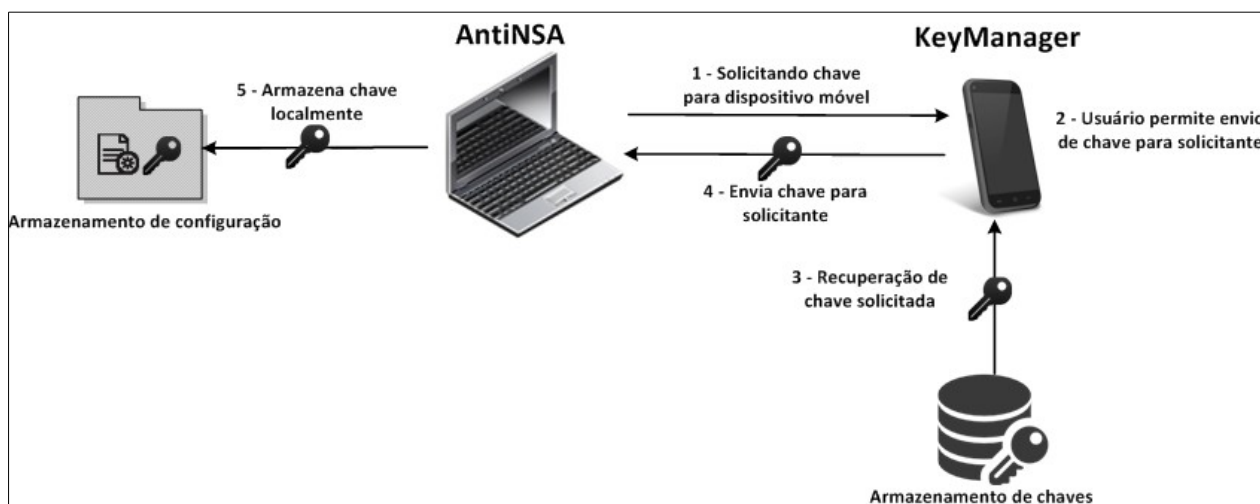 AntiNSA
KeyManager
5 - Armazena chave
localmente
1 - Solicitando chave
para dispositivo móvel
2 - Usuário permite envio
de chave para solicitante
4 - Envia chave para
solicitante
Armazenamento de configuração
3 - Recuperação de
chave solicitada
Armazenamento de chaves